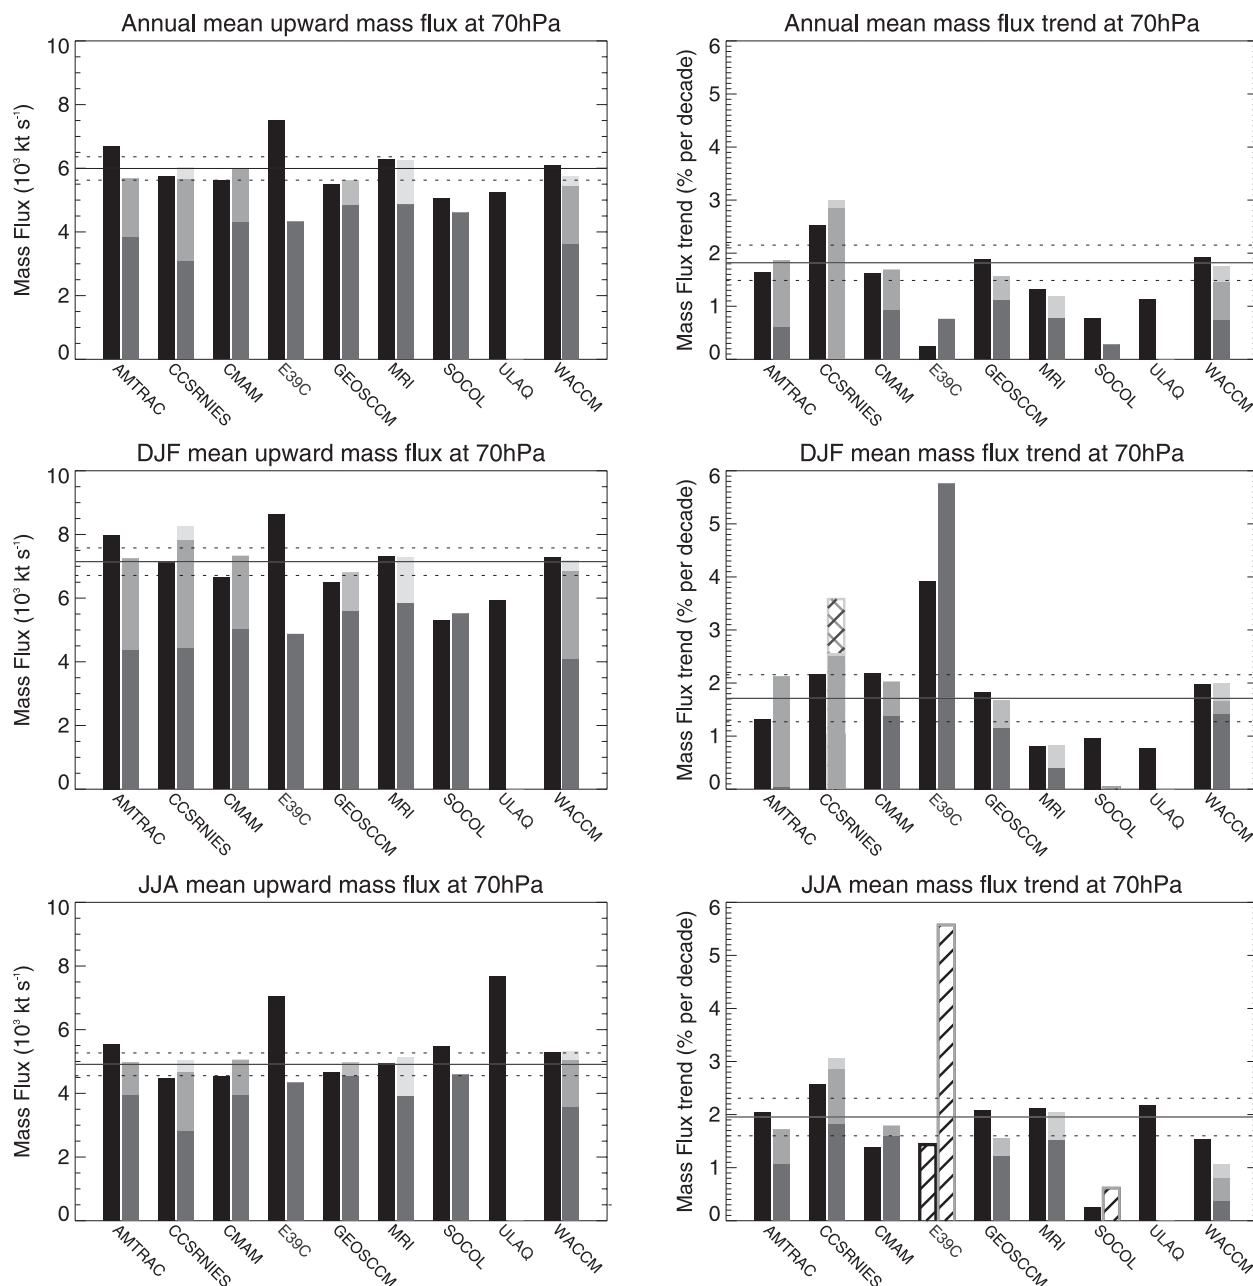 Annual mean upward mass flux at 70hPa
Mass Flux (10³ kt s⁻¹)
10
8
6
4
2
0
AMTRAC
CCSRNIES
CMAM
E39C
GEOSCCM
MRI
SOCOL
ULAQ
WACCM
Annual mean mass flux trend at 70hPa
Mass Flux trend (% per decade)
6
5
4
3
2
1
0
AMTRAC
CCSRNIES
CMAM
E39C
GEOSCCM
MRI
SOCOL
ULAQ
WACCM
DJF mean upward mass flux at 70hPa
Mass Flux (10³ kt s⁻¹)
10
8
6
4
2
0
AMTRAC
CCSRNIES
CMAM
E39C
GEOSCCM
MRI
SOCOL
ULAQ
WACCM
DJF mean mass flux trend at 70hPa
Mass Flux trend (% per decade)
6
5
4
3
2
1
0
AMTRAC
CCSRNIES
CMAM
E39C
GEOSCCM
MRI
SOCOL
ULAQ
WACCM
JJA mean upward mass flux at 70hPa
Mass Flux (10³ kt s⁻¹)
10
8
6
4
2
0
AMTRAC
CCSRNIES
CMAM
E39C
GEOSCCM
MRI
SOCOL
ULAQ
WACCM
JJA mean mass flux trend at 70hPa
Mass Flux trend (% per decade)
6
5
4
3
2
1
0
AMTRAC
CCSRNIES
CMAM
E39C
GEOSCCM
MRI
SOCOL
ULAQ
WACCM